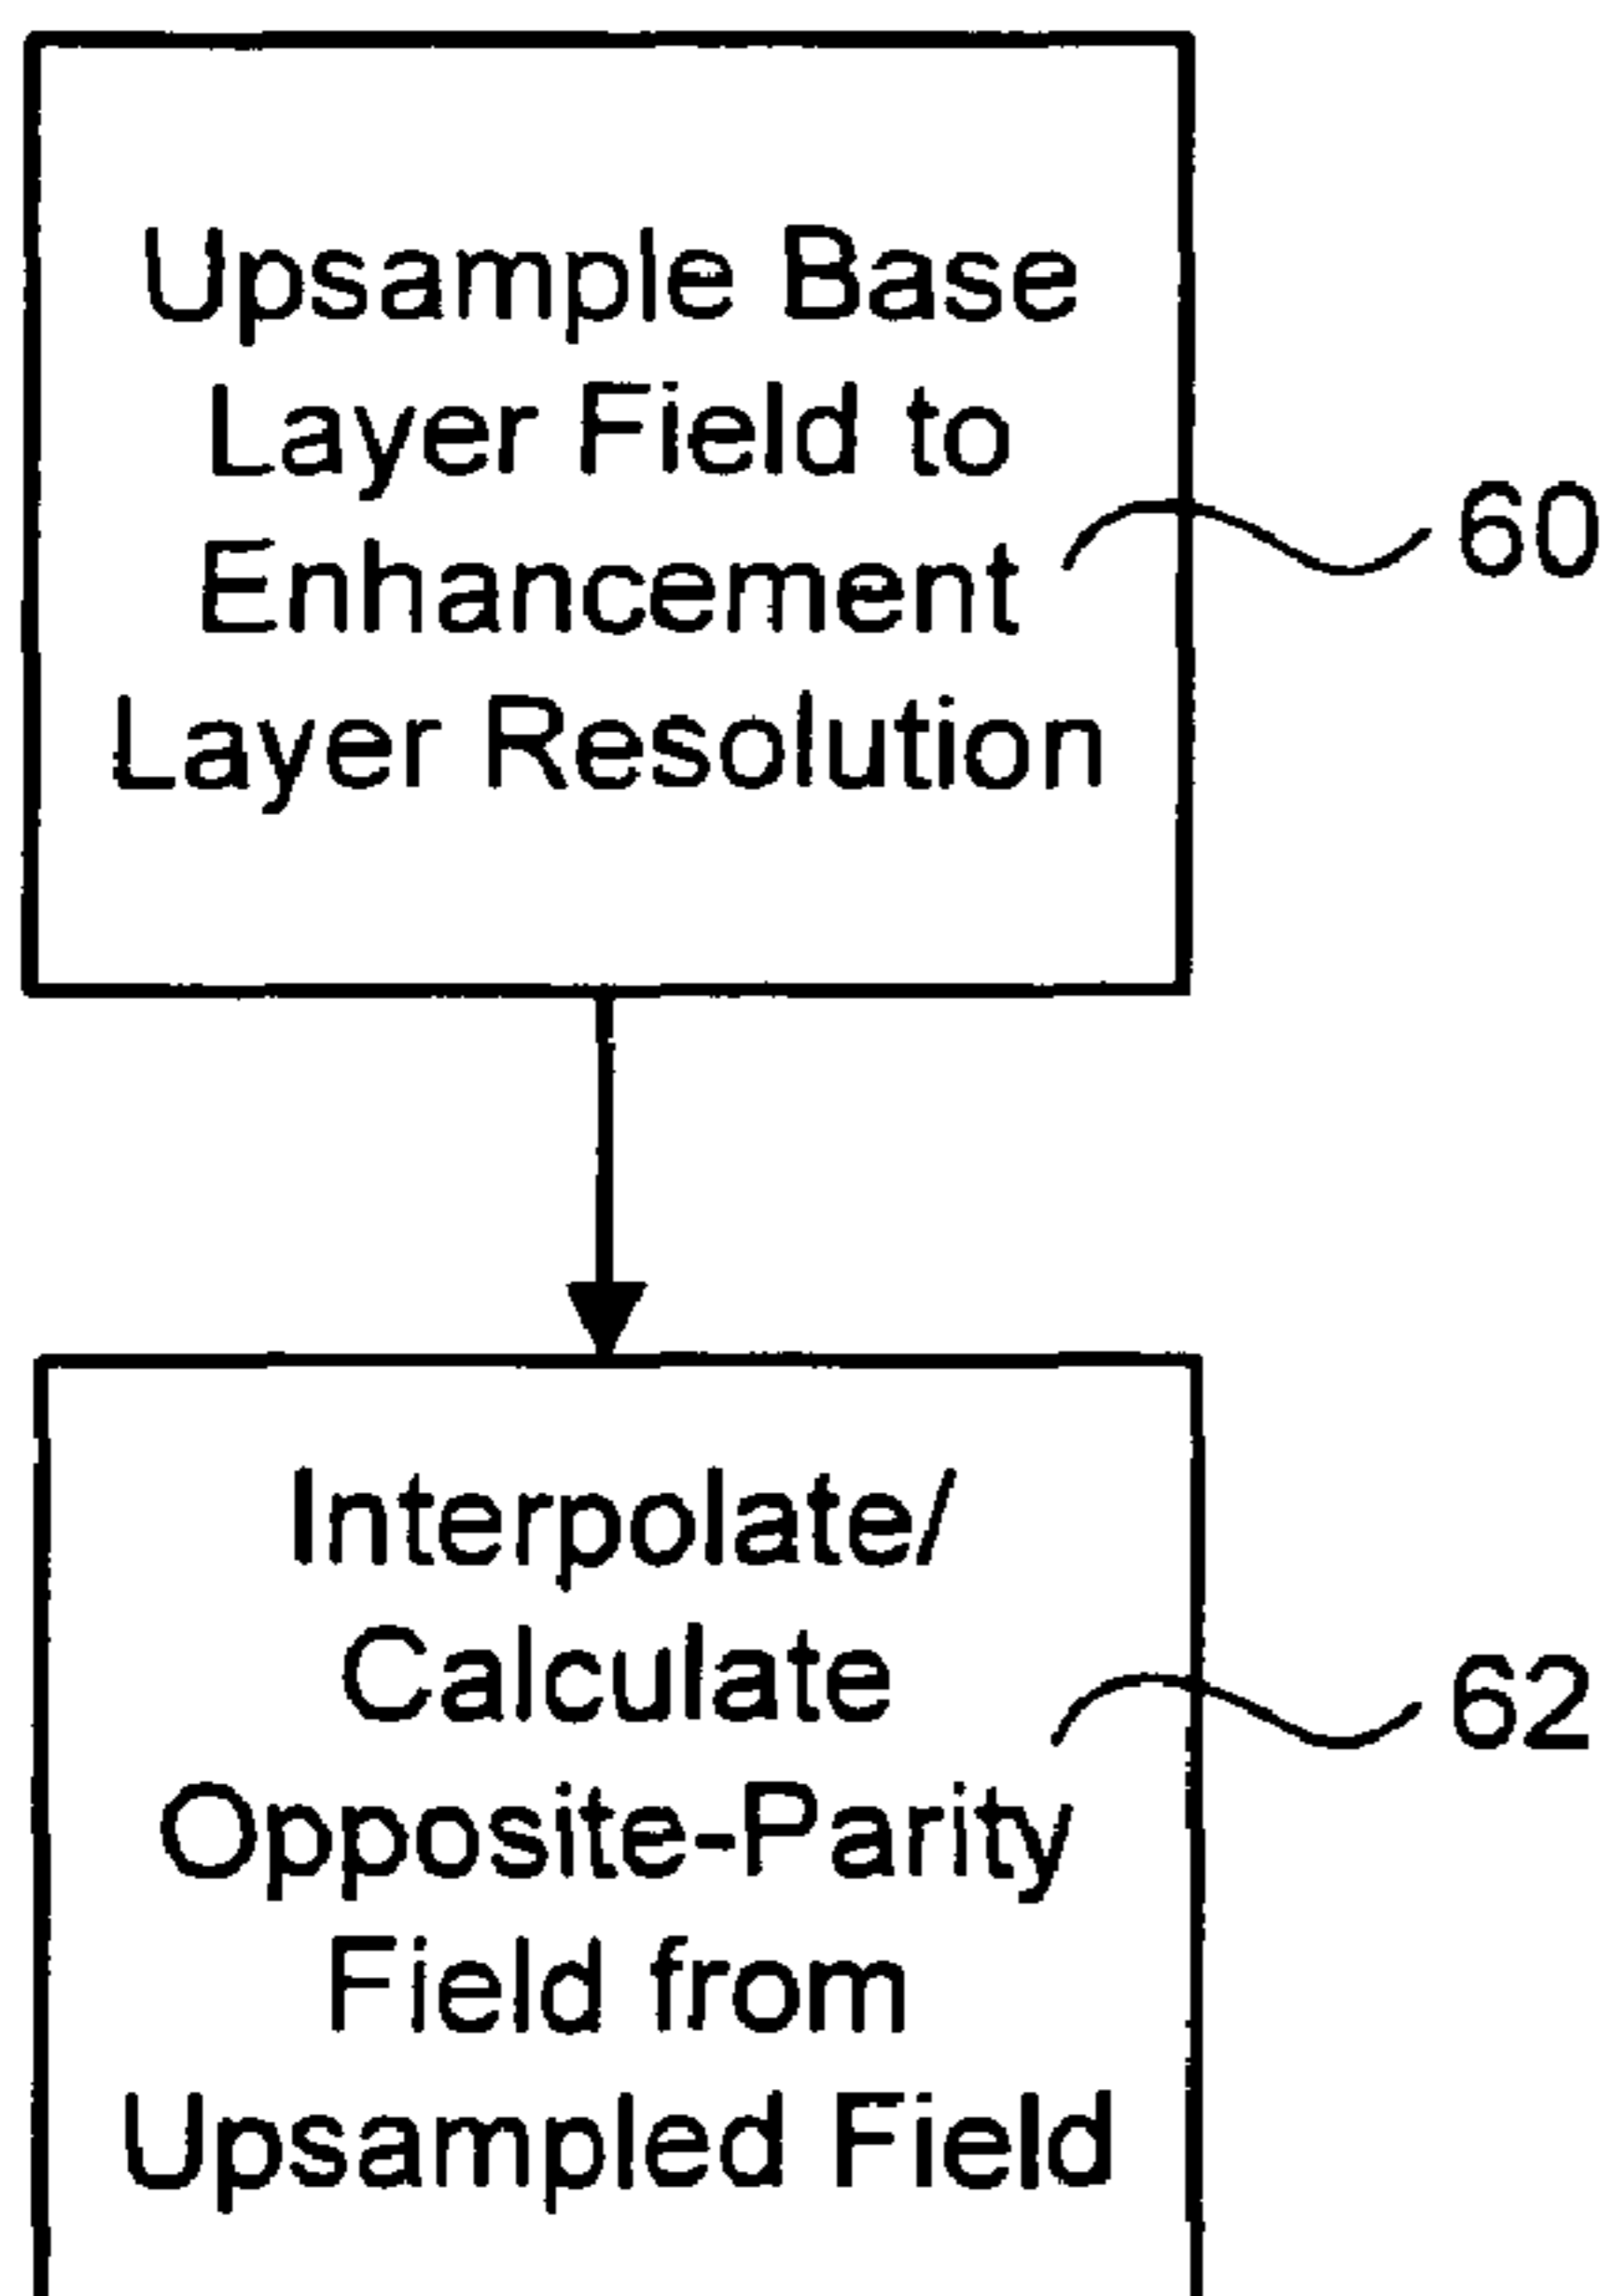 Upsample Base
Layer Field to
Enhancement
Layer Resolution
60
Interpolate/
Calculate
Opposite-Parity
Field from
Upsampled Field
62